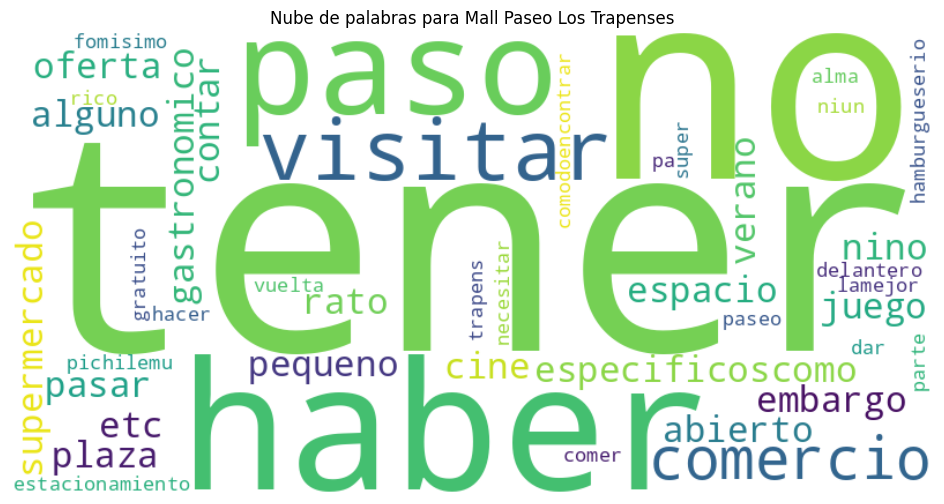 Nube de palabras para Mall Paseo Los Trapenses
fomisimo
oferta
rico
alguno
gastronomico
contar
paso
visitar
comodoencontrar
no
pa
super
alma
niun
hamburgueserio
verano
tener
supermercado
gratuito
hacer
vuelta
rato
trapens
necesitar
espacio
paseo
nino
delantero
lamejor
juego
dar
parte
pichilemu
pasar
pequeno
cine
especificoscomo
embargo
etc
plaza
haber
abierto
comer
comercio
estacionamiento